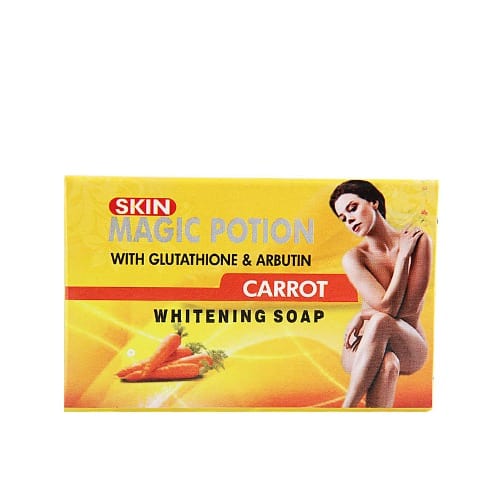 SKIN
MAGIC POTION
WITH GLUTATHIONE & ARBUTIN
CARROT
WHITENING SOAP